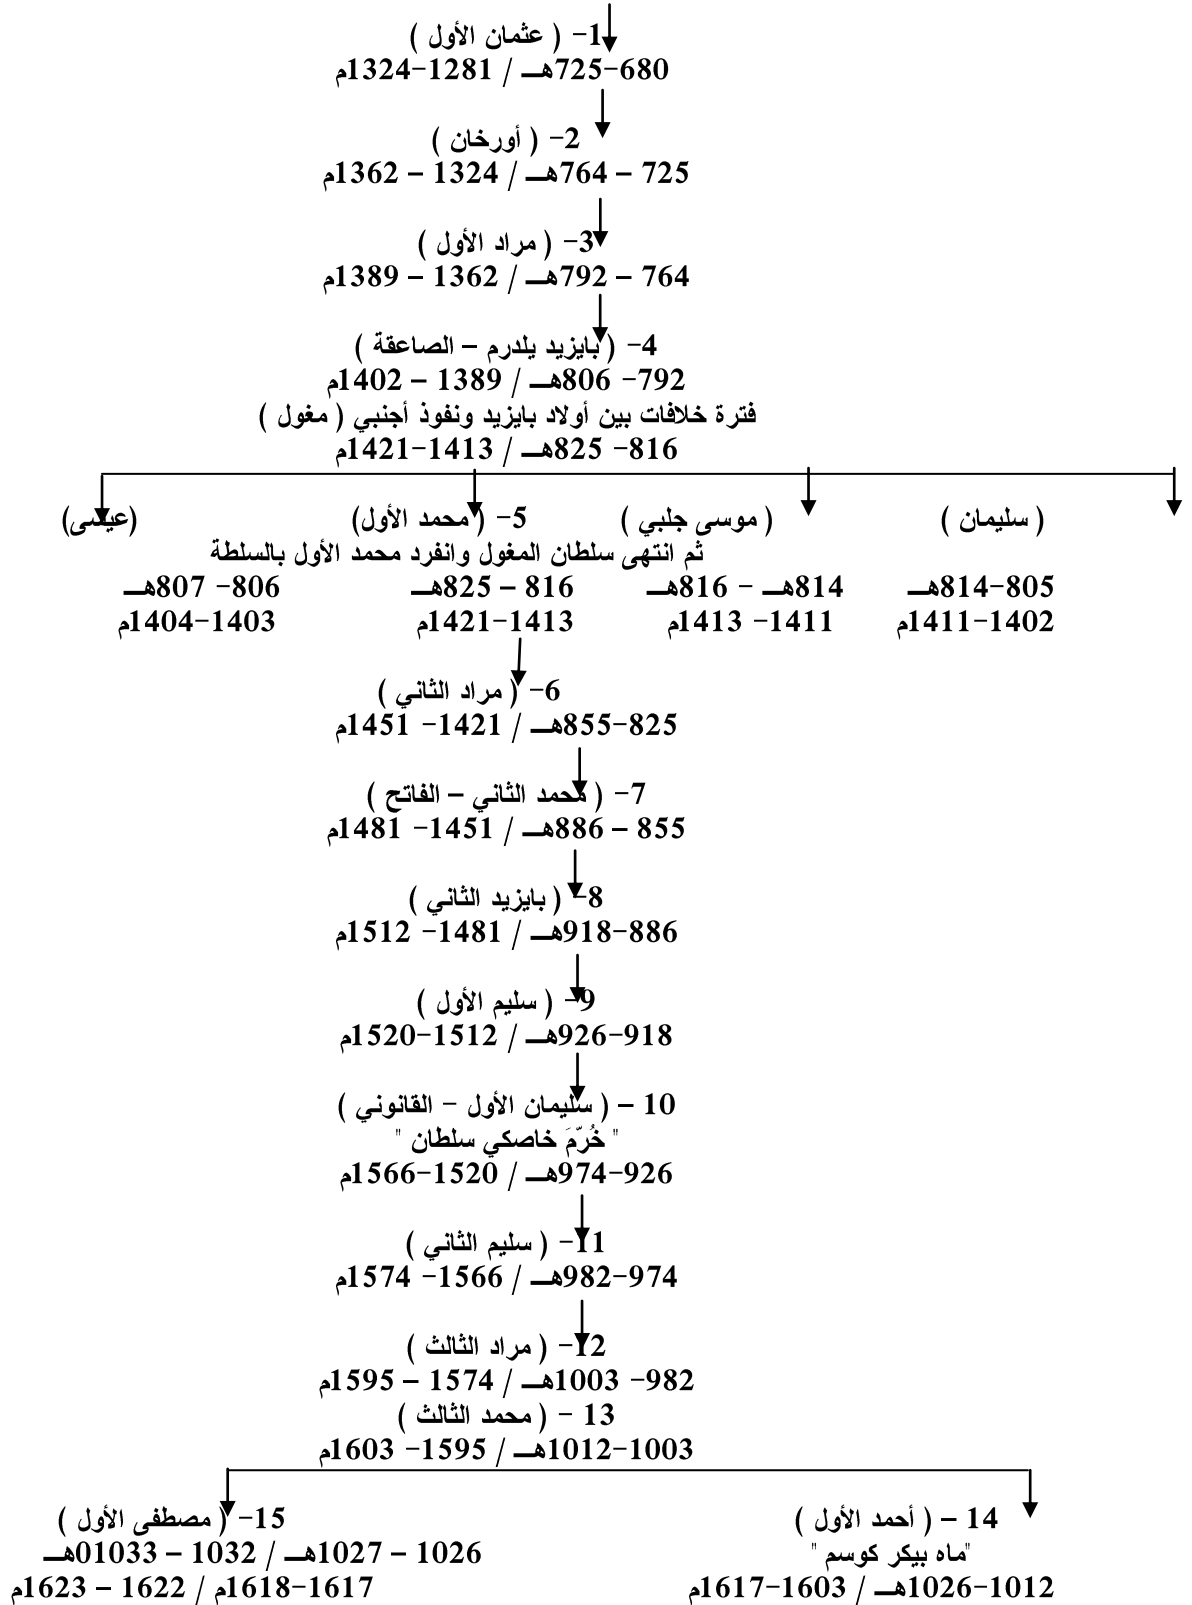 1- ( عثمان الأول )
680-725هـ / 1281-1324م
2- ( أورخان )
725 – 764هـ / 1324 – 1362م
3- ( مراد الأول )
764 – 792هـ / 1362 – 1389م
4- ( بايزيد يلدرم – الصاعقة )
792- 806هـ / 1389 – 1402م
فترة خلافات بين أولاد بايزيد ونفوذ أجنبي ( مغول )
816- 825هـ / 1413-1421م
( سليمان ) ( موسى جلبي ) 5- ( محمد الأول) (عيسى)
ثم انتهى سلطان المغول وانفرد محمد الأول بالسلطة
805-814هـ 814هـ - 816هـ 816 – 825هـ 806- 807هـ
1402-1411م 1411- 1413م 1413-1421م 1403-1404م
6- ( مراد الثاني )
825-855هـ / 1421- 1451م
7- ( محمد الثاني – الفاتح )
855 – 886هـ / 1451- 1481م
8- ( بايزيد الثاني )
886-918هـ / 1481- 1512م
9- ( سليم الأول )
918-926هـ / 1512-1520م
10 – ( سليمان الأول - القانوني )
" خُرّمَ خاصكي سلطان "
926-974هـ / 1520-1566م
11- ( سليم الثاني )
974-982هـ / 1566- 1574م
12- ( مراد الثالث )
982- 1003هـ / 1574 – 1595م
13 - ( محمد الثالث )
1003-1012هـ / 1595- 1603م
14 – ( أحمد الأول ) 15- ( مصطفى الأول )
"ماه بيكر كوسم " 1026 – 1027هـ / 1032 – 01033هـ
1012-1026هـ / 1603-1617م 1617-1618م / 1622 – 1623م